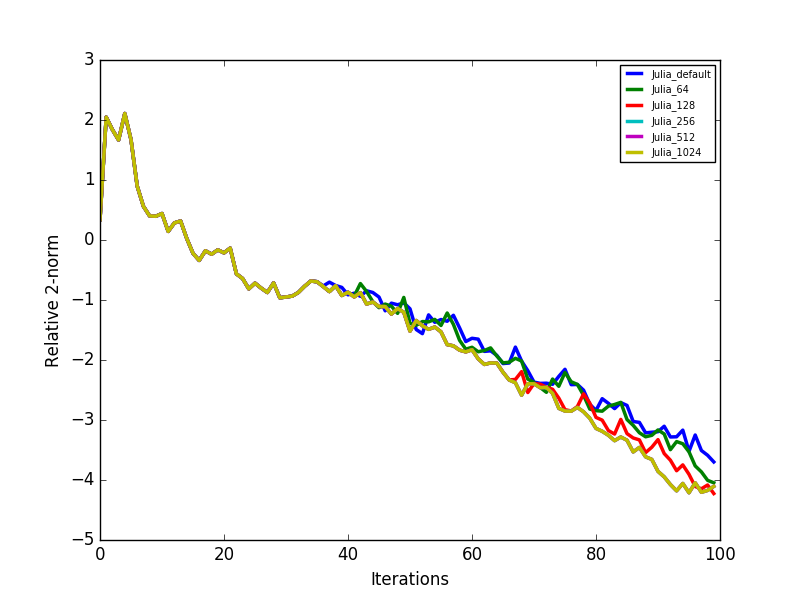 3
2
1
0
−1
−2
−3
−4
−5
0 20 40 60 80 100
Relative 2-norm
Iterations
Julia_default
Julia_64
Julia_128
Julia_256
Julia_512
Julia_1024